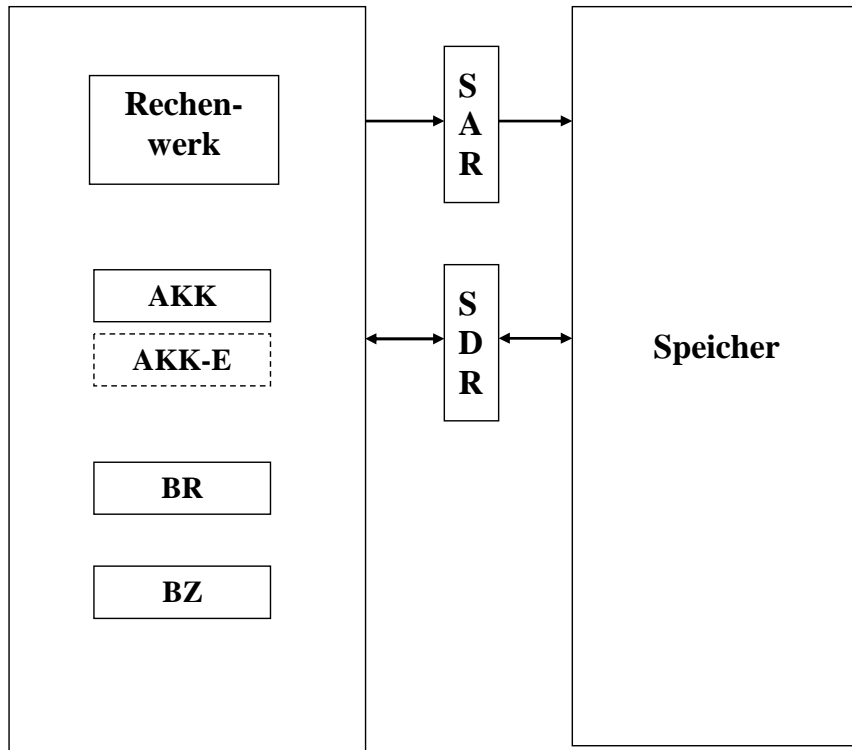 Rechen-
werk
AKK
AKK-E
BR
BZ
S
A
R
S
D
R
Speicher